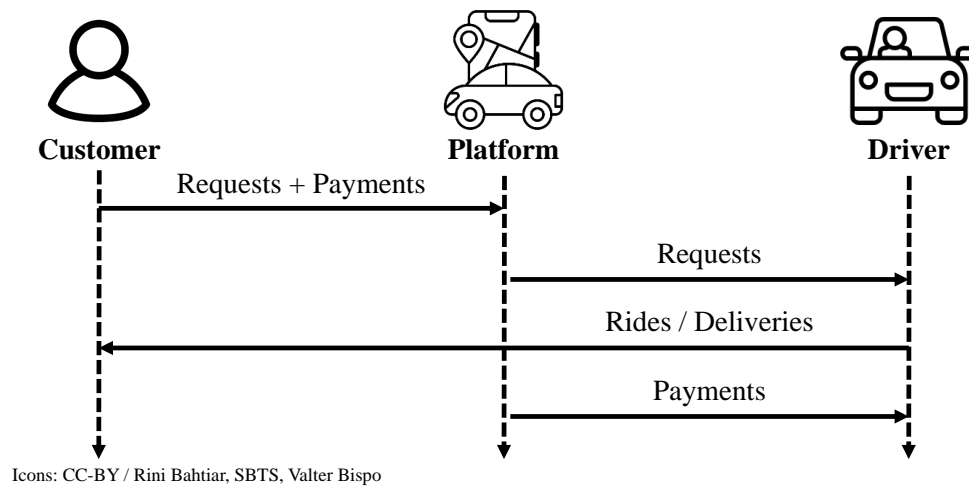 Customer
Platform
Driver
Requests + Payments
Requests
Rides / Deliveries
Payments
Icons: CC-BY / Rini Bahtiar, SBTS, Valter Bispo